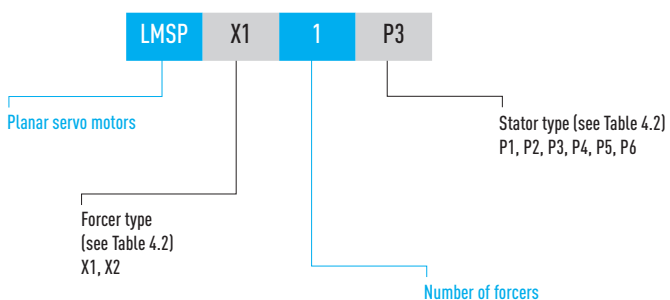 LMSP X1 1 P3
Planar servo motors
Stator type (see Table 4.2)
P1, P2, P3, P4, P5, P6
Forcer type
(see Table 4.2)
X1, X2
Number of forcers